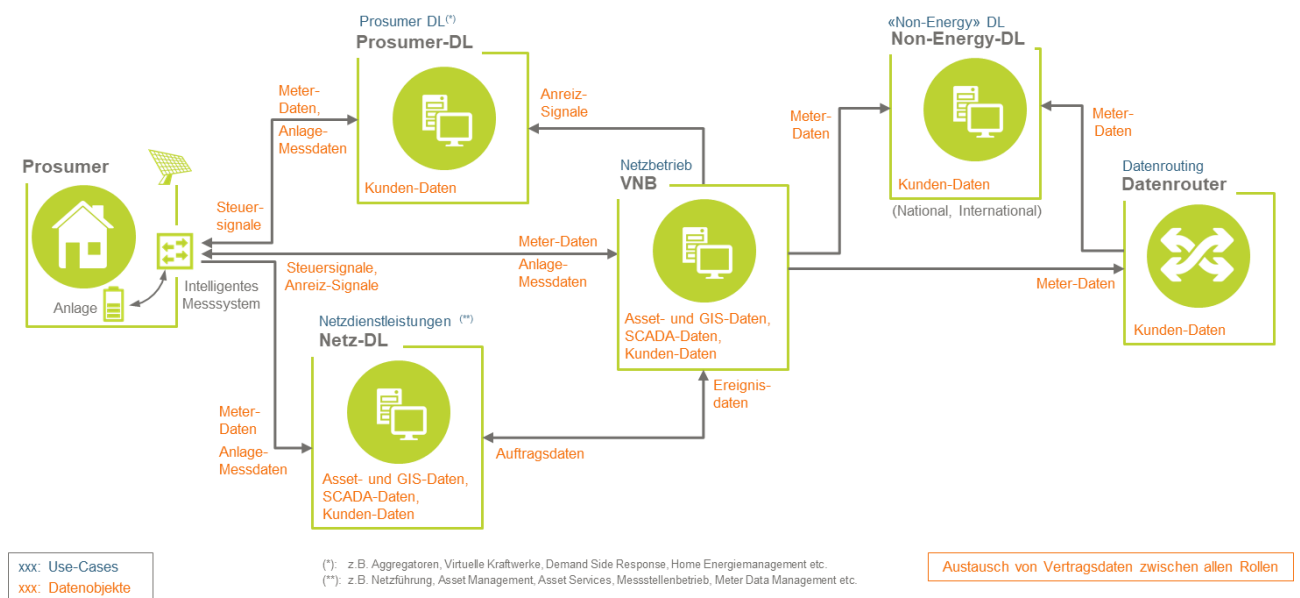 Prosumer DL(*)
Prosumer-DL
Kunden-Daten
«Non-Energy» DL
Non-Energy-DL
Kunden-Daten
(National, International)
Meter-
Daten,
Anlage-
Messdaten
Anreiz-
Signale
Meter-
Daten
Meter-
Daten
Prosumer
Anlage
Intelligentes
Messsystem
Steuer-
signale
Netzbetrieb
VNB
Asset- und GIS-Daten,
SCADA-Daten,
Kunden-Daten
Datenrouting
Datenrouter
Kunden-Daten
Meter-Daten
Anlage-
Messdaten
Steuersignale,
Anreiz-Signale
Meter-Daten
Netzdienstleistungen (**)
Netz-DL
Asset- und GIS-Daten,
SCADA-Daten,
Kunden-Daten
Meter-
Daten
Anlage-
Messdaten
Ereignis-
daten
Auftragsdaten
xxx: Use-Cases
xxx: Datenobjekte
(*): z.B. Aggregatoren, Virtuelle Kraftwerke, Demand Side Response, Home Energiemanagement etc.
(**): z.B. Netzführung, Asset Management, Asset Services, Messstellenbetrieb, Meter Data Management etc.
Austausch von Vertragsdaten zwischen allen Rollen